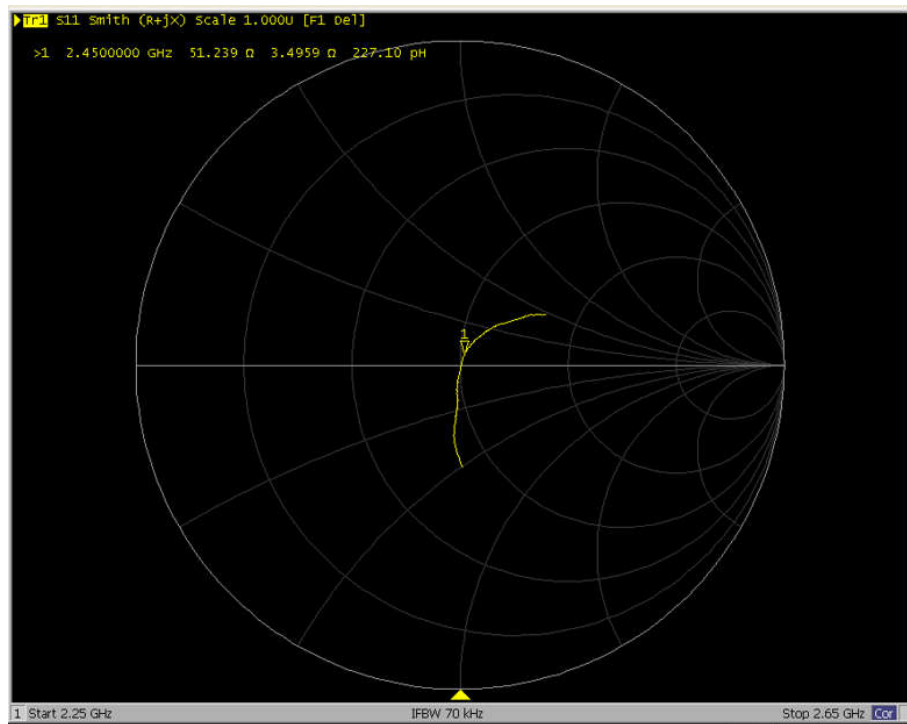 Tr1 S11 Smith (R+jX) Scale 1.000U [F1 Del]
>1 2.4500000 GHz 51.239 Ω 3.4959 Ω 227.10 pH
1
1 Start 2.25 GHz IFBW 70 kHz Stop 2.65 GHz Cor